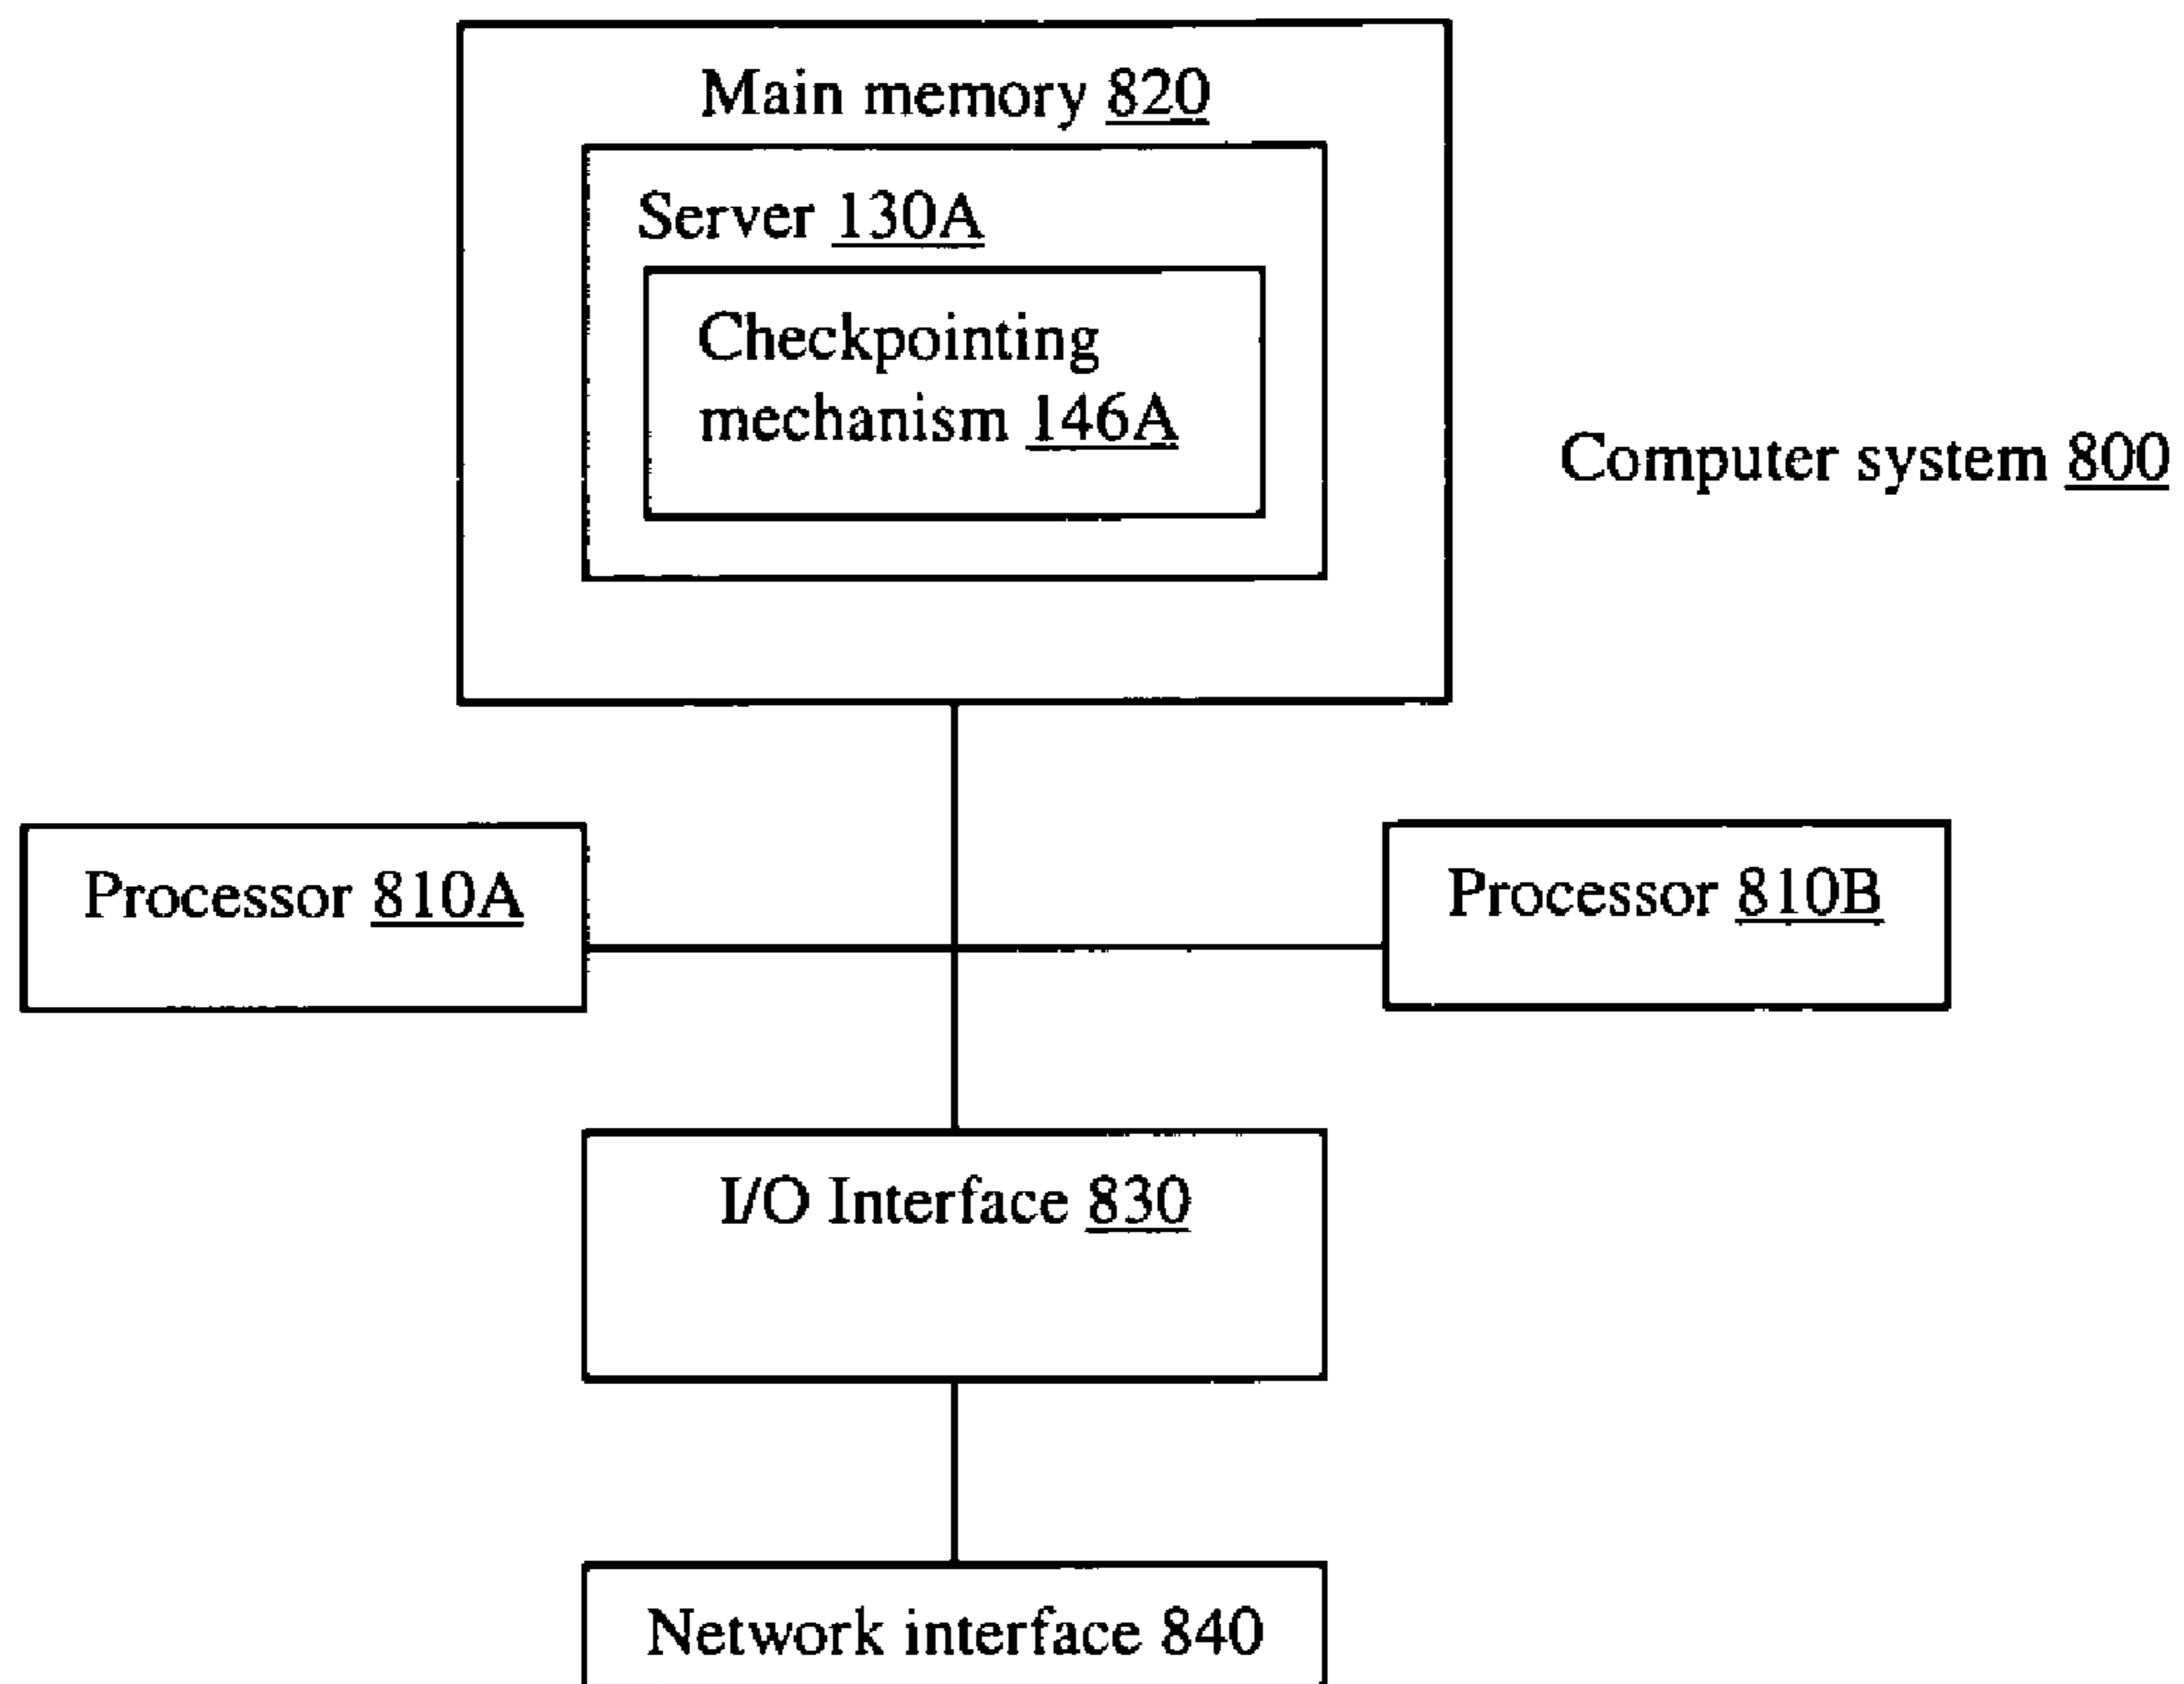 Main memory 820
Server 130A
Checkpointing
mechanism 146A
Computer system 800
Processor 810A
Processor 810B
I/O Interface 830
Network interface 840